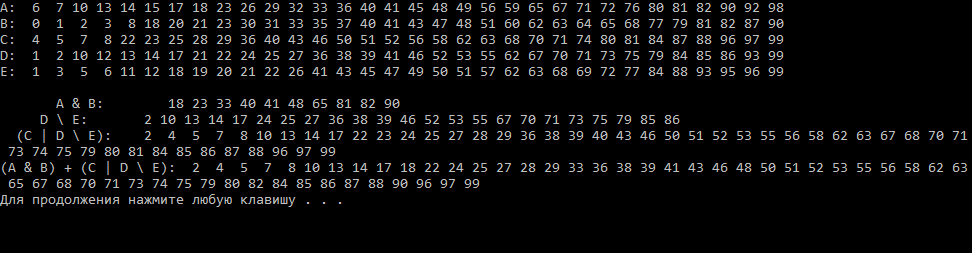 A:  6  7 10 13 14 15 17 18 23 26 29 32 33 36 40 41 45 48 49 56 59 65 67 71 72 76 80 81 82 90 92 98
B:  0  1  2  3  8 18 20 21 23 30 31 33 35 37 40 41 43 47 48 51 60 62 63 64 65 68 77 79 81 82 87 90
C:  4  5  7  8 22 23 25 28 29 36 40 43 46 50 51 52 56 58 62 63 68 70 71 74 80 81 84 87 88 96 97 99
D:  1  2 10 12 13 14 17 21 22 24 25 27 36 38 39 41 46 52 53 55 62 67 70 71 73 75 79 84 85 86 93 99
E:  1  3  5  6 11 12 18 19 20 21 22 26 41 43 45 47 49 50 51 57 62 63 68 69 72 77 84 88 93 95 96 99
A & B:        18 23 33 40 41 48 65 81 82 90
D \ E:       2 10 13 14 17 24 25 27 36 38 39 46 52 53 55 67 70 71 73 75 79 85 86
(C | D \ E):    2  4  5  7  8 10 13 14 17 22 23 24 25 27 28 29 36 38 39 40 43 46 50 51 52 53 55 56 58 62 63 67 68 70 71
73 74 75 79 80 81 84 85 86 87 88 96 97 99
(A & B) + (C | D \ E):  2  4  5  7  8 10 13 14 17 18 22 24 25 27 28 29 33 36 38 39 41 43 46 48 50 51 52 53 55 56 58 62 63
65 67 68 70 71 73 74 75 79 80 82 84 85 86 87 88 90 96 97 99
Для продолжения нажмите любую клавишу . . .